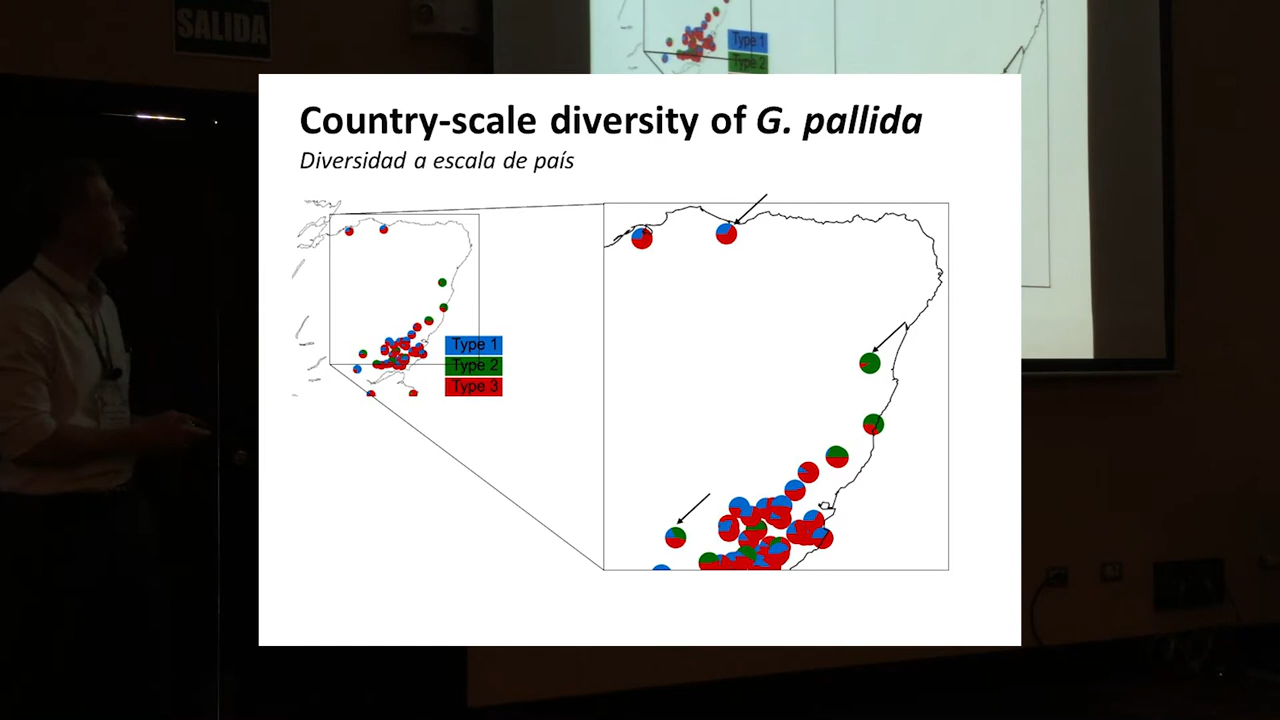 SALIDA
Type 1
Type 2
Country-scale diversity of G. pallida
Diversidad a escala de país
Type 1
Type 2
Type 3